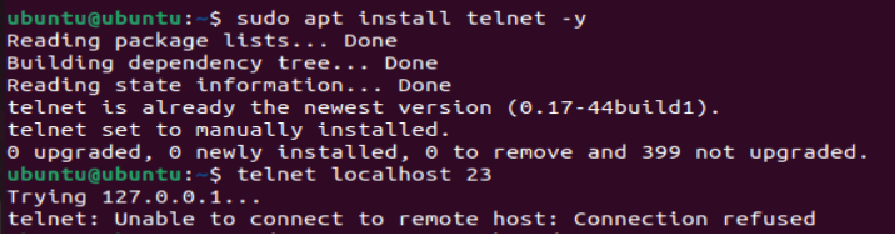 ubuntu@ubuntu:~$ sudo apt install telnet -y
Reading package lists... Done
Building dependency tree... Done
Reading state information... Done
telnet is already the newest version (0.17-44build1).
telnet set to manually installed.
0 upgraded, 0 newly installed, 0 to remove and 399 not upgraded.
ubuntu@ubuntu:~$ telnet localhost 23
Trying 127.0.0.1...
telnet: Unable to connect to remote host: Connection refused